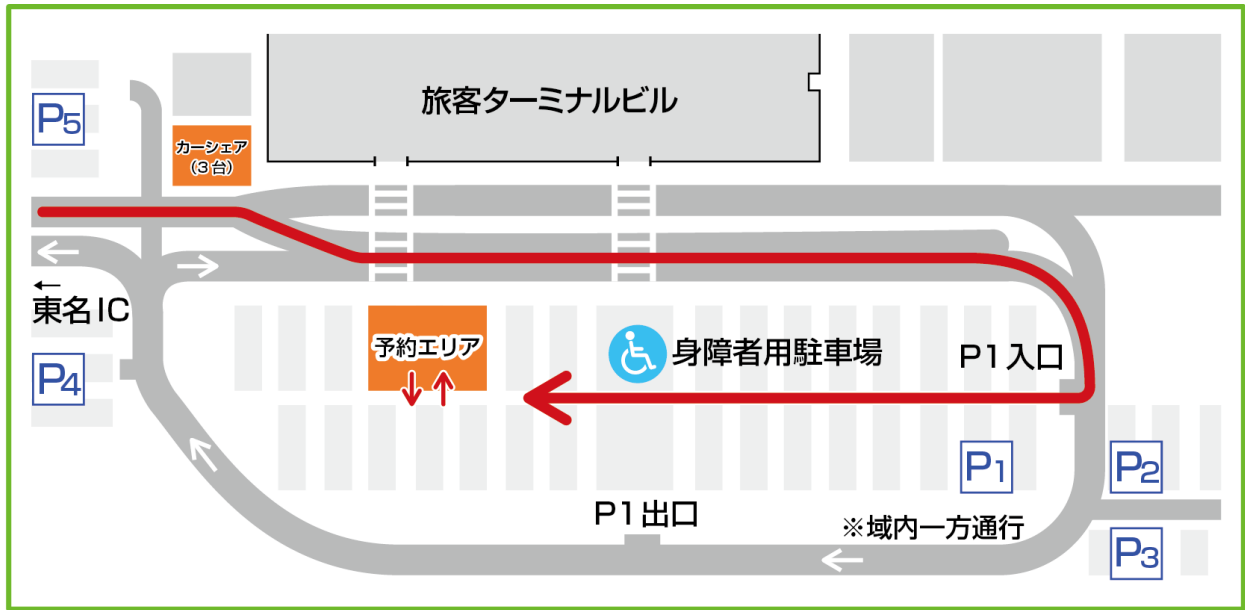 旅客ターミナルビル
P5
カーシェア
(3台)
←
東名IC
P4
予約エリア
身障者用駐車場
P1入口
P1
P2
P1出口
※域内一方通行
P3